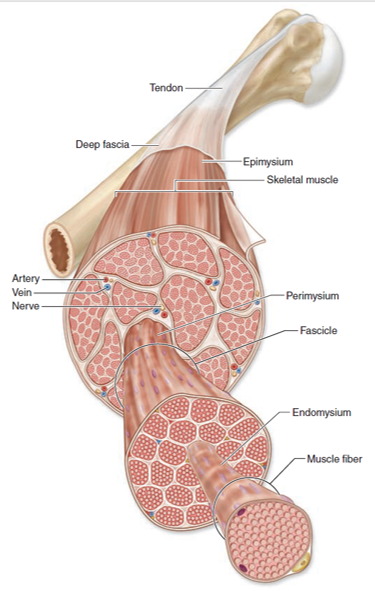 Tendon
Deep fascia
Epimysium
Skeletal muscle
Artery
Vein
Nerve
Perimysium
Fascicle
Endomysium
Muscle fiber